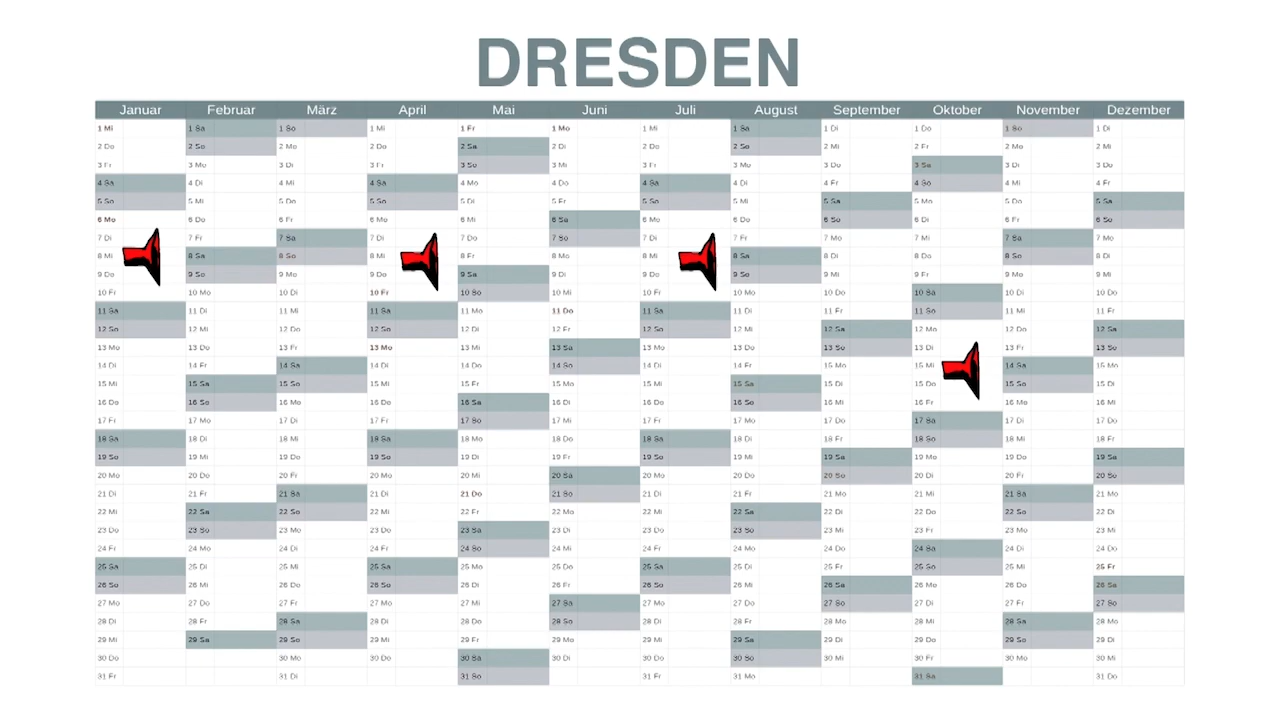 DRESDEN
Januar Februar März April Mai Juni Juli August September Oktober November Dezember
1 Mi 1 Sa 1 So 1 Mi 1 Fr 1 Mo 1 Mi 1 Sa 1 Di 1 Do 1 So 1 Di
2 Do 2 So 2 Mo 2 Do 2 Sa 2 Di 2 Do 2 So 2 Mi 2 Fr 2 Mo 2 Mi
3 Fr 3 Mo 3 Di 3 Fr 3 So 3 Mi 3 Fr 3 Mo 3 Do 3 Sa 3 Di 3 Do
4 Sa 4 Di 4 Mi 4 Sa 4 Mo 4 Do 4 Sa 4 Di 4 Fr 4 So 4 Mi 4 Fr
5 So 5 Mi 5 Do 5 So 5 Di 5 Fr 5 So 5 Mi 5 Sa 5 Mo 5 Do 5 Sa
6 Mo 6 Do 6 Fr 6 Mo 6 Mi 6 Sa 6 Mo 6 Do 6 So 6 Di 6 Fr 6 So
7 Di 7 Fr 7 Sa 7 Di 7 Do 7 So 7 Di 7 Fr 7 Mo 7 Mi 7 Sa 7 Mo
8 Mi 8 Sa 8 So 8 Mi 8 Fr 8 Mo 8 Mi 8 Sa 8 Di 8 Do 8 So 8 Di
9 Do 9 So 9 Mo 9 Do 9 Sa 9 Di 9 Do 9 So 9 Mi 9 Fr 9 Mo 9 Mi
10 Fr 10 Mo 10 Di 10 Fr 10 So 10 Mi 10 Fr 10 Mo 10 Do 10 Sa 10 Di 10 Do
11 Sa 11 Di 11 Mi 11 Sa 11 Mo 11 Do 11 Sa 11 Di 11 Fr 11 So 11 Mi 11 Fr
12 So 12 Mi 12 Do 12 So 12 Di 12 Fr 12 So 12 Mi 12 Sa 12 Mo 12 Do 12 Sa
13 Mo 13 Do 13 Fr 13 Mo 13 Mi 13 Sa 13 Mo 13 Do 13 So 13 Di 13 Fr 13 So
14 Di 14 Fr 14 Sa 14 Di 14 Do 14 So 14 Di 14 Fr 14 Mo 14 Mi 14 Sa 14 Mo
15 Mi 15 Sa 15 So 15 Mi 15 Fr 15 Mo 15 Mi 15 Sa 15 Di 15 Do 15 So 15 Di
16 Do 16 So 16 Mo 16 Do 16 Sa 16 Di 16 Do 16 So 16 Mi 16 Fr 16 Mo 16 Mi
17 Fr 17 Mo 17 Di 17 Fr 17 So 17 Mi 17 Fr 17 Mo 17 Do 17 Sa 17 Di 17 Do
18 Sa 18 Di 18 Mi 18 Sa 18 Mo 18 Do 18 Sa 18 Di 18 Fr 18 So 18 Mi 18 Fr
19 So 19 Mi 19 Do 19 So 19 Di 19 Fr 19 So 19 Mi 19 Sa 19 Mo 19 Do 19 Sa
20 Mo 20 Do 20 Fr 20 Mo 20 Mi 20 Sa 20 Mo 20 Do 20 So 20 Di 20 Fr 20 So
21 Di 21 Fr 21 Sa 21 Di 21 Do 21 So 21 Di 21 Fr 21 Mo 21 Mi 21 Sa 21 Mo
22 Mi 22 Sa 22 So 22 Mi 22 Fr 22 Mo 22 Mi 22 Sa 22 Di 22 Do 22 So 22 Di
23 Do 23 So 23 Mo 23 Do 23 Sa 23 Di 23 Do 23 So 23 Mi 23 Fr 23 Mo 23 Mi
24 Fr 24 Mo 24 Di 24 Fr 24 So 24 Mi 24 Fr 24 Mo 24 Do 24 Sa 24 Di 24 Do
25 Sa 25 Di 25 Mi 25 Sa 25 Mo 25 Do 25 Sa 25 Di 25 Fr 25 So 25 Mi 25 Fr
26 So 26 Mi 26 Do 26 So 26 Di 26 Fr 26 So 26 Mi 26 Sa 26 Mo 26 Do 26 Sa
27 Mo 27 Do 27 Fr 27 Mo 27 Mi 27 Sa 27 Mo 27 Do 27 So 27 Di 27 Fr 27 So
28 Di 28 Fr 28 Sa 28 Di 28 Do 28 So 28 Di 28 Fr 28 Mo 28 Mi 28 Sa 28 Mo
29 Mi 29 Sa 29 So 29 Mi 29 Fr 29 Mo 29 Mi 29 Sa 29 Di 29 Do 29 So 29 Di
30 Do 30 Mo 30 Do 30 Sa 30 Di 30 Do 30 So 30 Mi 30 Fr 30 Mo 30 Mi
31 Fr 31 Di 31 So 31 Fr 31 Mo 31 Sa 31 Do